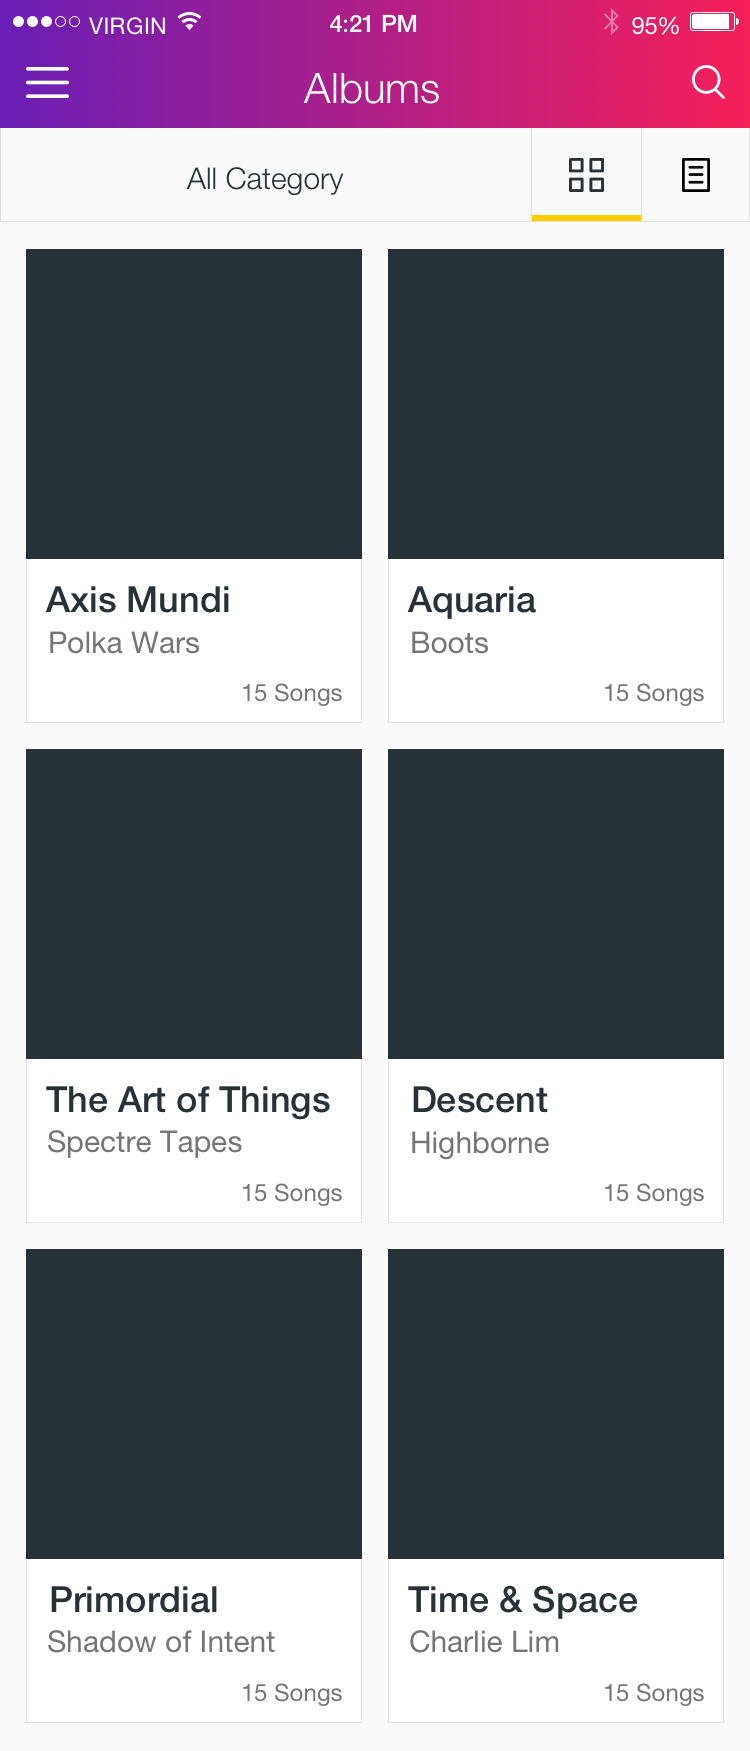 VIRGIN 4:21 PM 95%
Albums
All Category
Axis Mundi
Polka Wars
15 Songs
Aquaria
Boots
15 Songs
The Art of Things
Spectre Tapes
15 Songs
Descent
Highborne
15 Songs
Primordial
Shadow of Intent
15 Songs
Time & Space
Charlie Lim
15 Songs